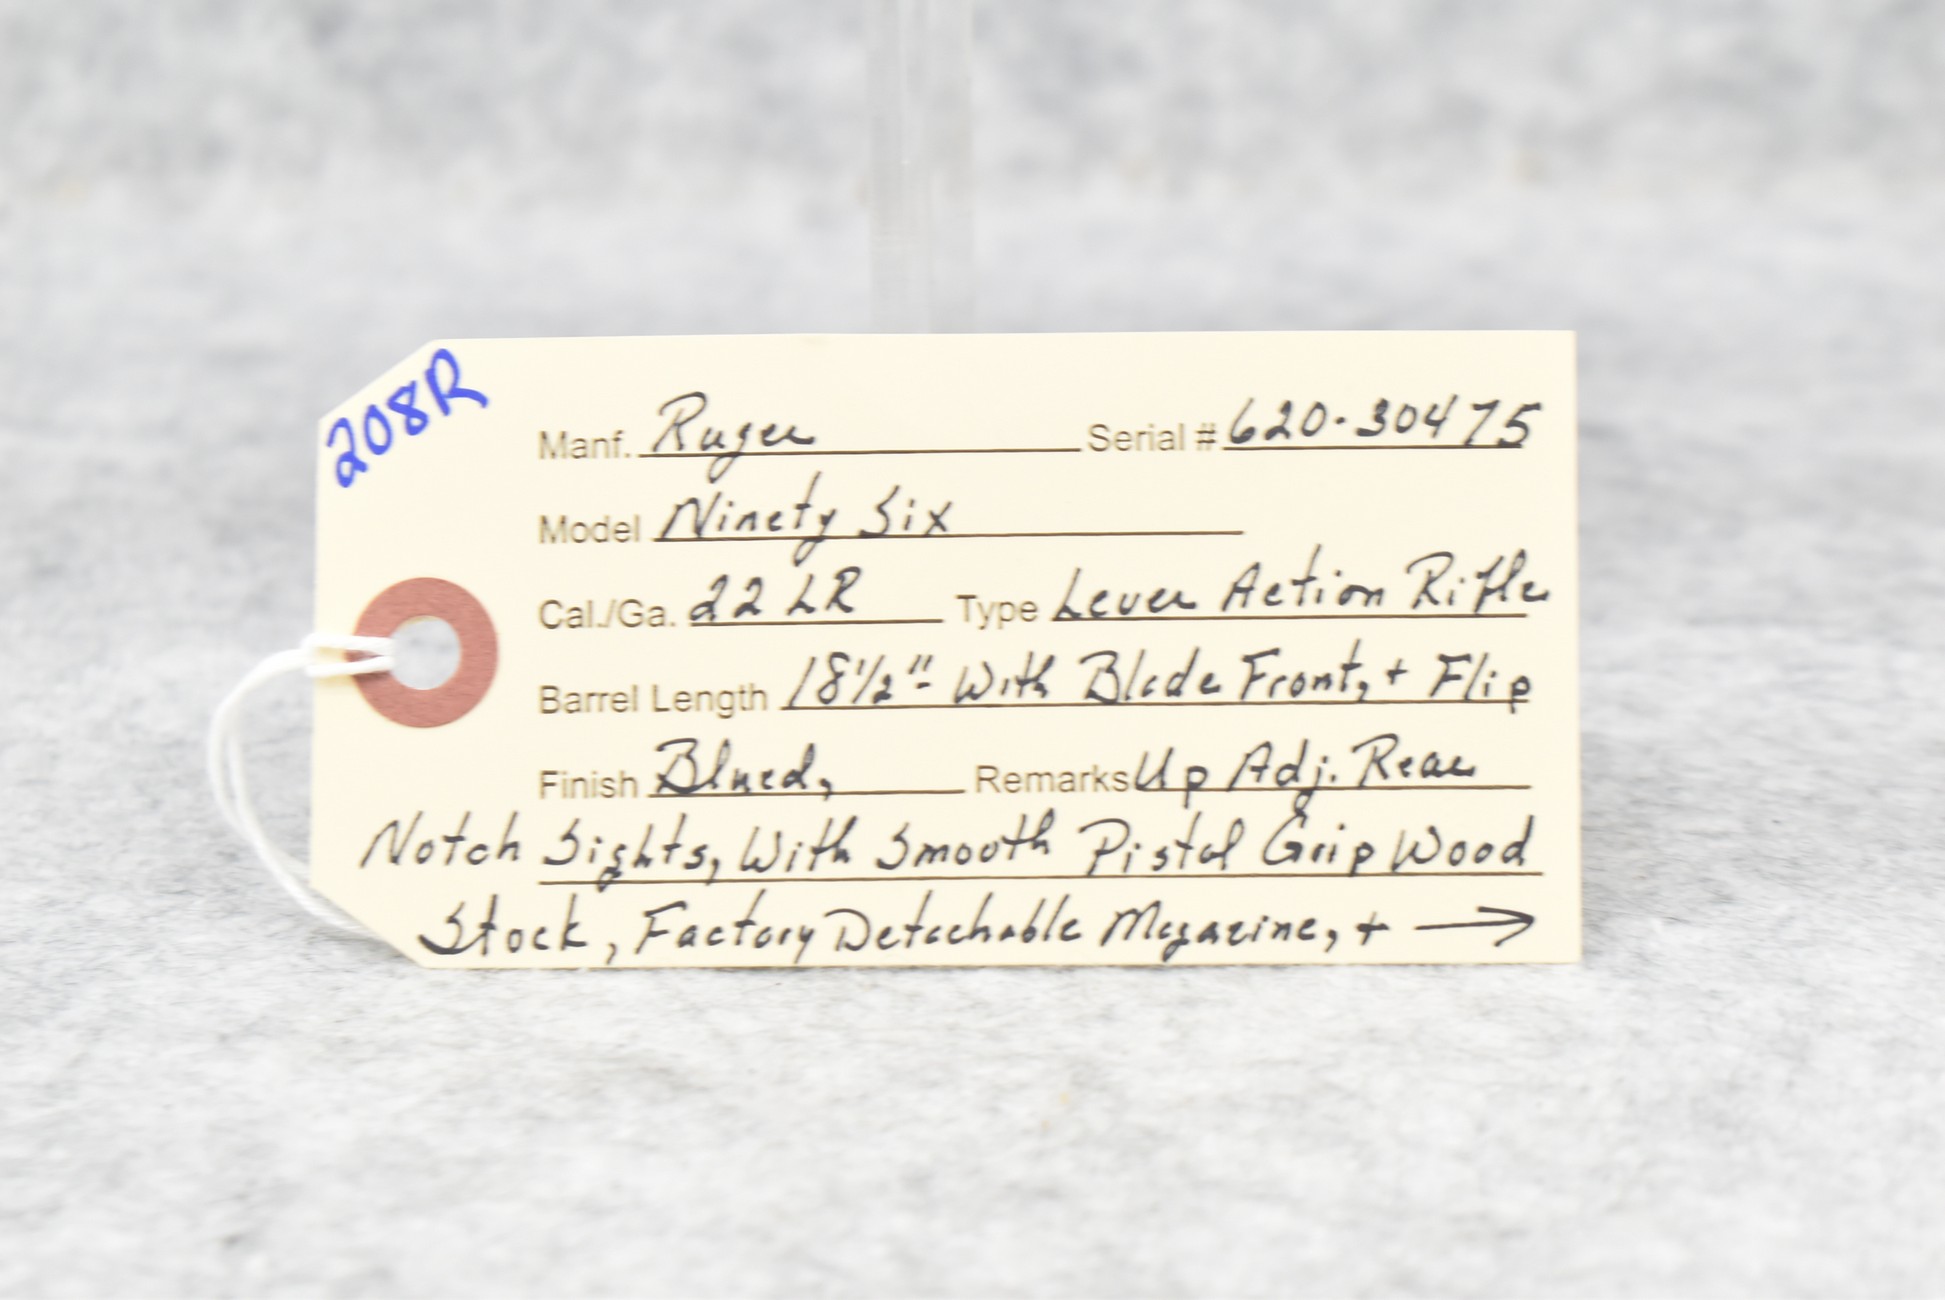 208R
Manf. Ruger Serial # 620-30475
Model Ninety Six
Cal./Ga. 22 LR Type Lever Action Rifle
Barrel Length 18 1/2" With Blade Front, + Flip
Finish Blued, Remarks Up Adj. Rear
Notch Sights, With Smooth Pistol Grip Wood
Stock, Factory Detachable Magazine, + →